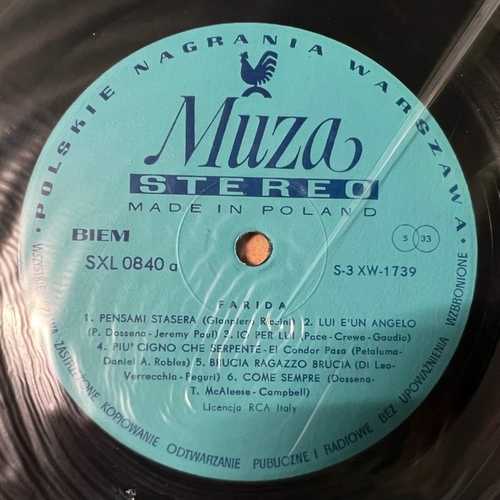 · POLSKIE NAGRANIA WARSZAWA ·
Muza
STEREO
MADE IN POLAND
BIEM
SXL 0840 a
S 33
S-3 XW-1739
FARIDA
1. PENSAMI STASERA (Gianniero 2. LUI E'UN ANGELO
(P. Dossena-Jeremy Paul) 3. IO PER LUI (Pace-Crewe-Gaudio)
4. PIU' CIGNO CHE SERPENTE-El Condor Pasa (Petaluma-
Daniel A. Robles) 5. BRUCIA RAGAZZO BRUCIA (Di Leo-
Verrecchia-Peguri) 6. COME SEMPRE (Dossena-
T. McAleese-Campbell)
Licencja RCA Italy
ZASTRZEŻONE KOPIOWANIE ODTWARZANIE PUBLICZNE I RADIOWE BEZ UPOWAŻNIENIA WZBRONIONE